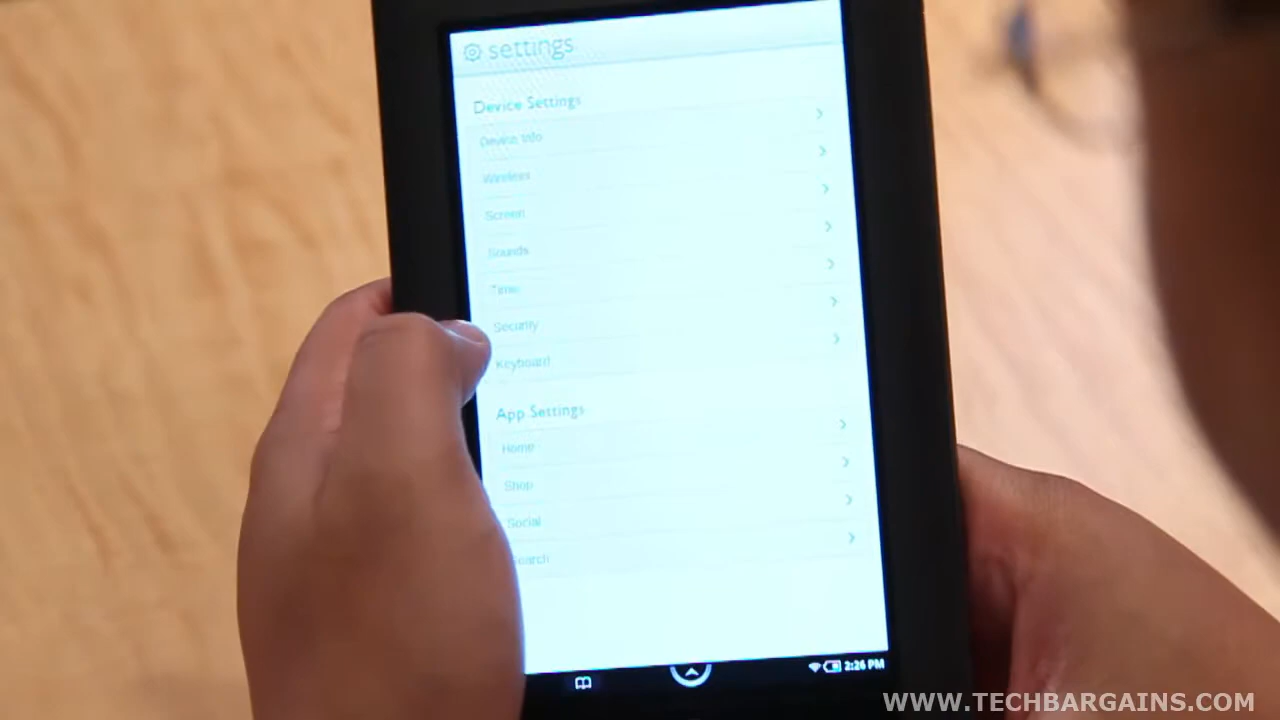 settings
Device Settings
Device Info
Wireless
Screen
Sounds
Time
Security
Keyboard
App Settings
Home
Shop
Social
earch
2:26 PM
WWW.TECHBARGAINS.COM